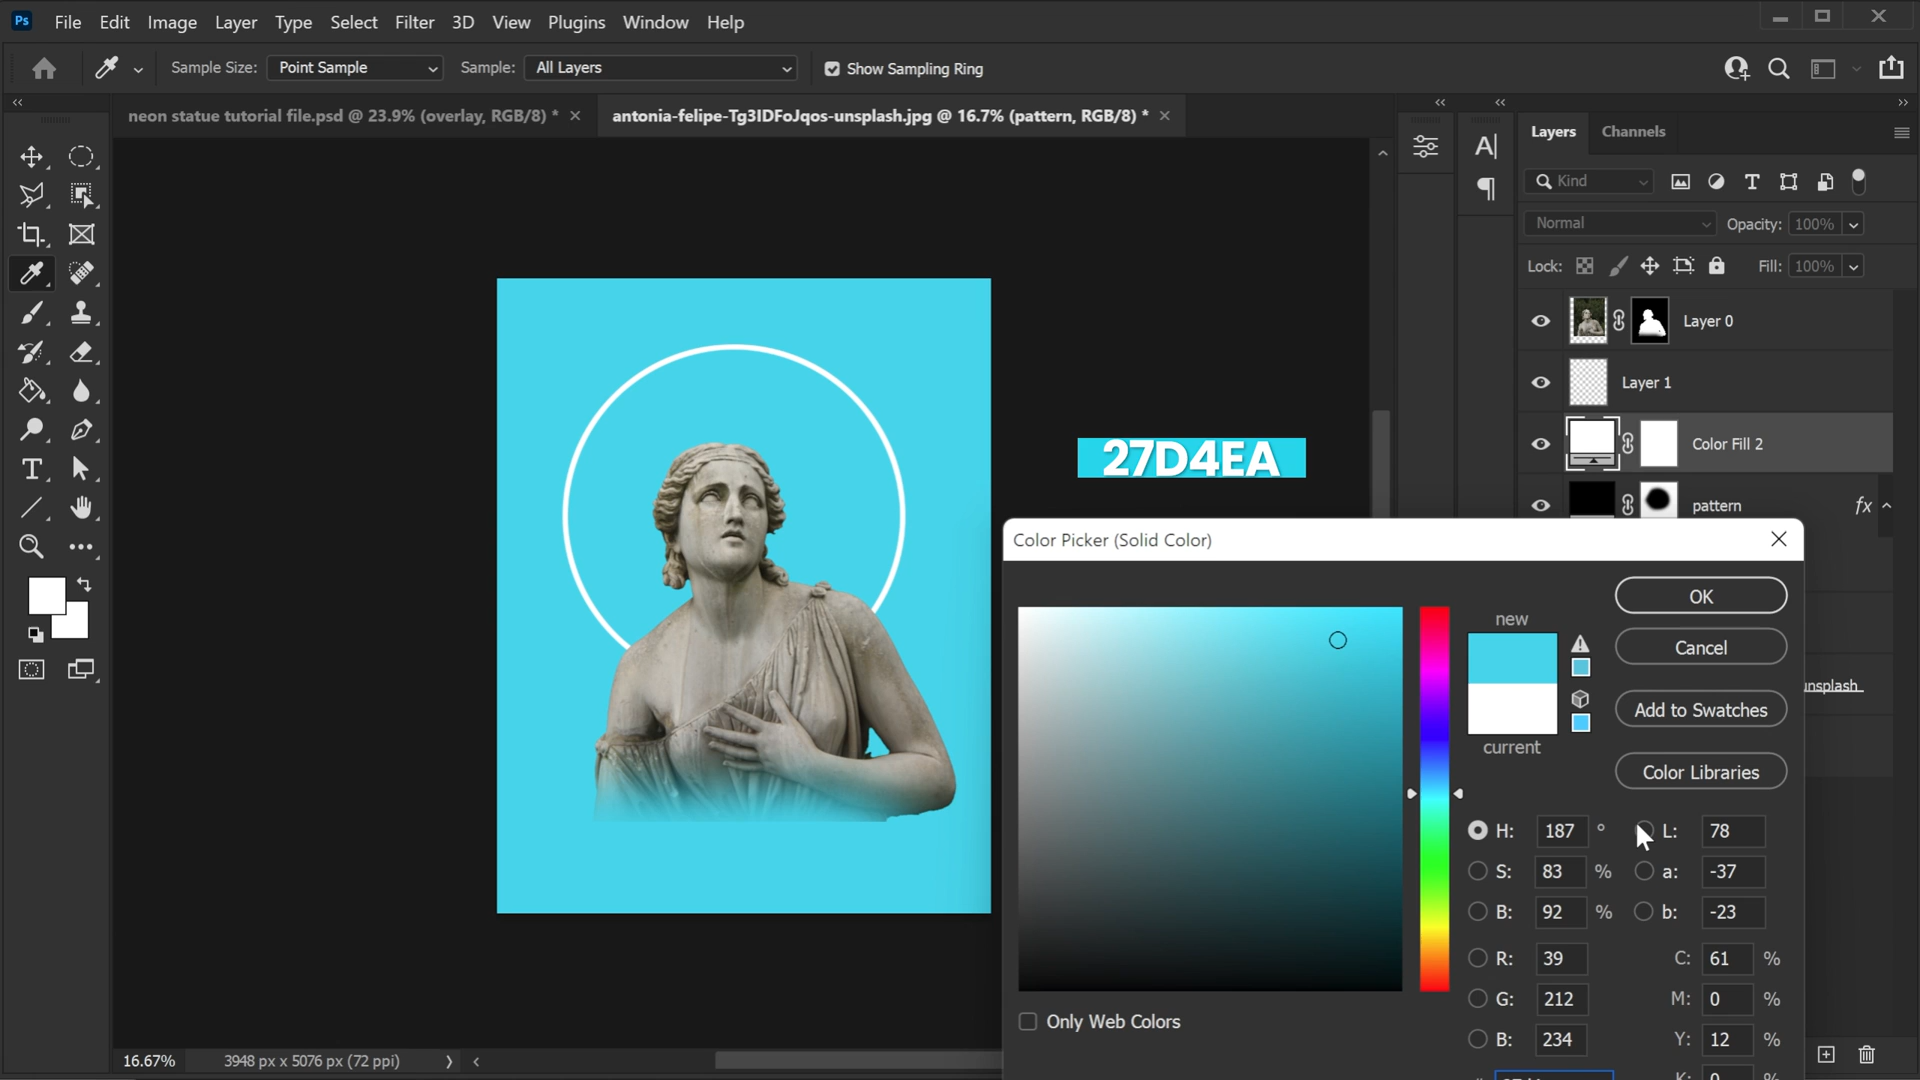 Ps File Edit Image Layer Type Select Filter 3D View Plugins Window Help
Sample Size: Point Sample Sample: All Layers Show Sampling Ring
neon statue tutorial file.psd @ 23.9% (overlay, RGB/8) *
antonia-felipe-Tg3IDFoJqos-unsplash.jpg @ 16.7% (pattern, RGB/8) *
Layers Channels
Kind
Normal Opacity: 100%
Lock: Fill: 100%
Layer 0
Layer 1
Color Fill 2
pattern fx
unsplash
27D4EA
Color Picker (Solid Color)
new
current
OK
Cancel
Add to Swatches
Color Libraries
H: 187 ° L: 78
S: 83 % a: -37
B: 92 % b: -23
R: 39 C: 61 %
G: 212 M: 0 %
B: 234 Y: 12 %
Only Web Colors
16.67% 3948 px x 5076 px (72 ppi)